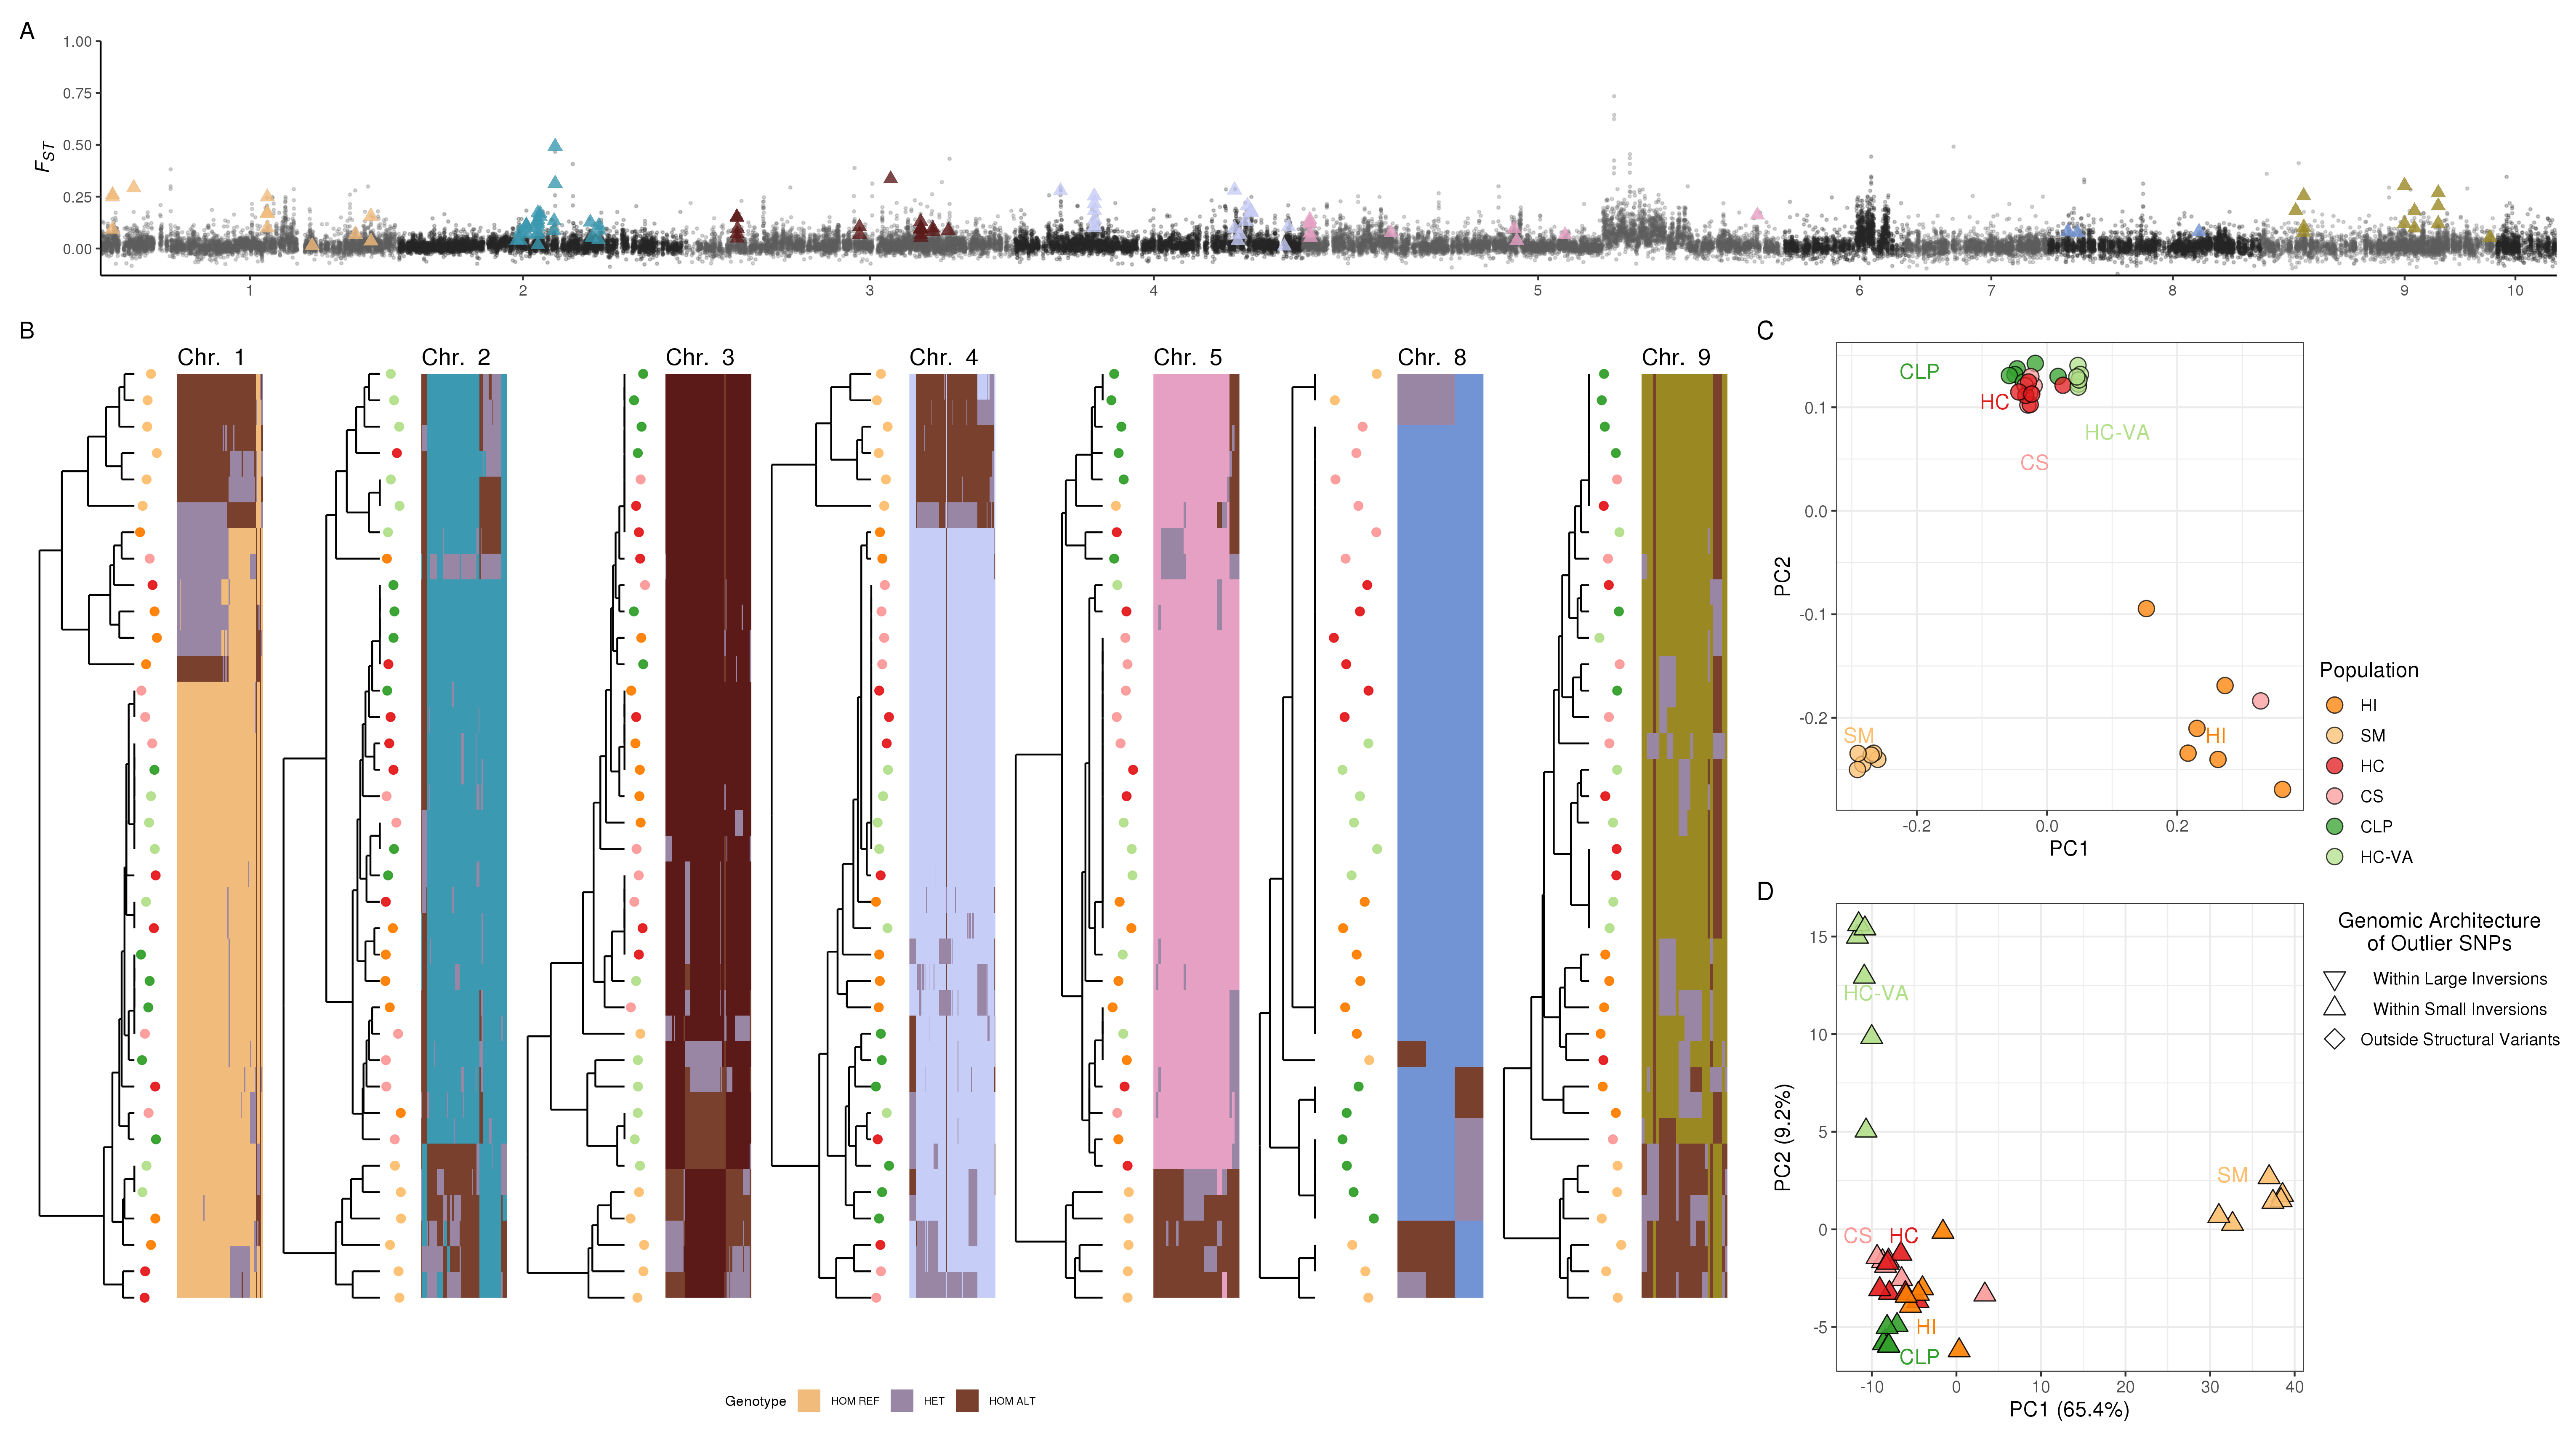 A
1.00
0.75
0.50
0.25
0.00
FST
1 2 3 4 5 6 7 8 9 10
B
Chr. 1 Chr. 2 Chr. 3 Chr. 4 Chr. 5 Chr. 8 Chr. 9
Genotype HOM REF HET HOM ALT
C
CLP
HC
HC-VA
CS
SM
HI
0.1
0.0
-0.1
-0.2
PC2
-0.2 0.0 0.2
PC1
Population
HI
SM
HC
CS
CLP
HC-VA
D
HC-VA
SM
CS HC
HI
CLP
15
10
5
0
-5
PC2 (9.2%)
-10 0 10 20 30 40
PC1 (65.4%)
Genomic Architecture
of Outlier SNPs
Within Large Inversions
Within Small Inversions
Outside Structural Variants